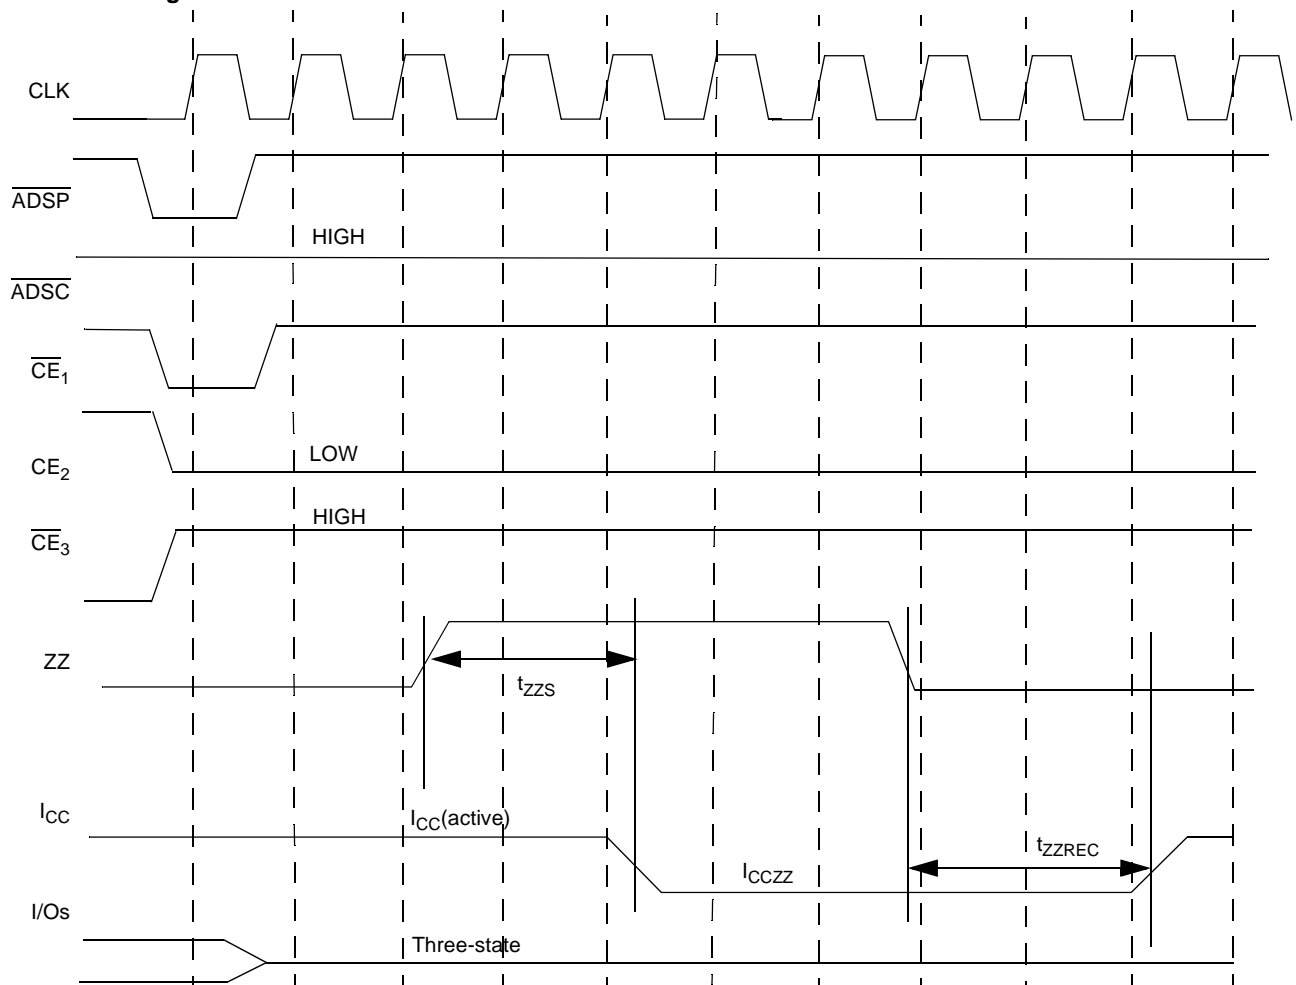 CLK
ADSP
HIGH
ADSC
CE1
LOW
CE2
HIGH
CE3
ZZ
tZZS
ICC
ICC(active)
tZZREC
ICCZZ
I/Os
Three-state